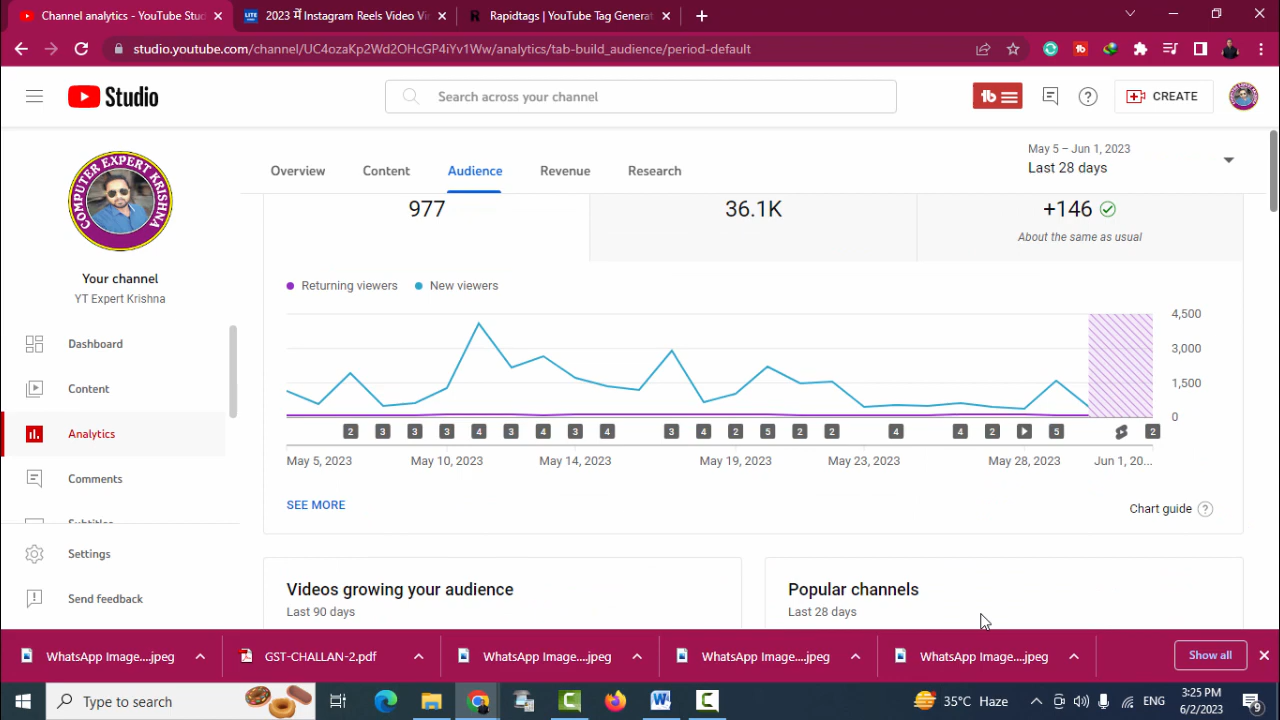 Channel analytics - YouTube Stud
2023 में Instagram Reels Video Vi
Rapidtags | YouTube Tag Generat
studio.youtube.com/channel/UC4ozaKp2Wd2OHcGP4iYv1Ww/analytics/tab-build_audience/period-default
Studio
Search across your channel
CREATE
COMPUTER EXPERT KRISHNA
Your channel
YT Expert Krishna
Dashboard
Content
Analytics
Comments
Subtitles
Settings
Send feedback
Overview
Content
Audience
Revenue
Research
May 5 – Jun 1, 2023
Last 28 days
977
36.1K
+146
About the same as usual
Returning viewers
New viewers
4,500
3,000
1,500
0
2 3 3 3 4 3 4 3 4 3 4 2 5 2 2 4 4 2 5 2
May 5, 2023 May 10, 2023 May 14, 2023 May 19, 2023 May 23, 2023 May 28, 2023 Jun 1, 20...
SEE MORE
Chart guide
Videos growing your audience
Last 90 days
Popular channels
Last 28 days
WhatsApp Image....jpeg
GST-CHALLAN-2.pdf
WhatsApp Image....jpeg
WhatsApp Image....jpeg
WhatsApp Image....jpeg
Show all
Type to search
35°C Haze
ENG
3:25 PM
6/2/2023
9